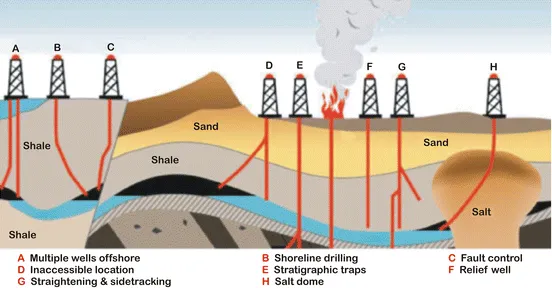 A B C
D E F G H
Sand Sand
Shale
Shale
Salt
Shale
A Multiple wells offshore B Shoreline drilling C Fault control
D Inaccessible location E Stratigraphic traps F Relief well
G Straightening & sidetracking H Salt dome